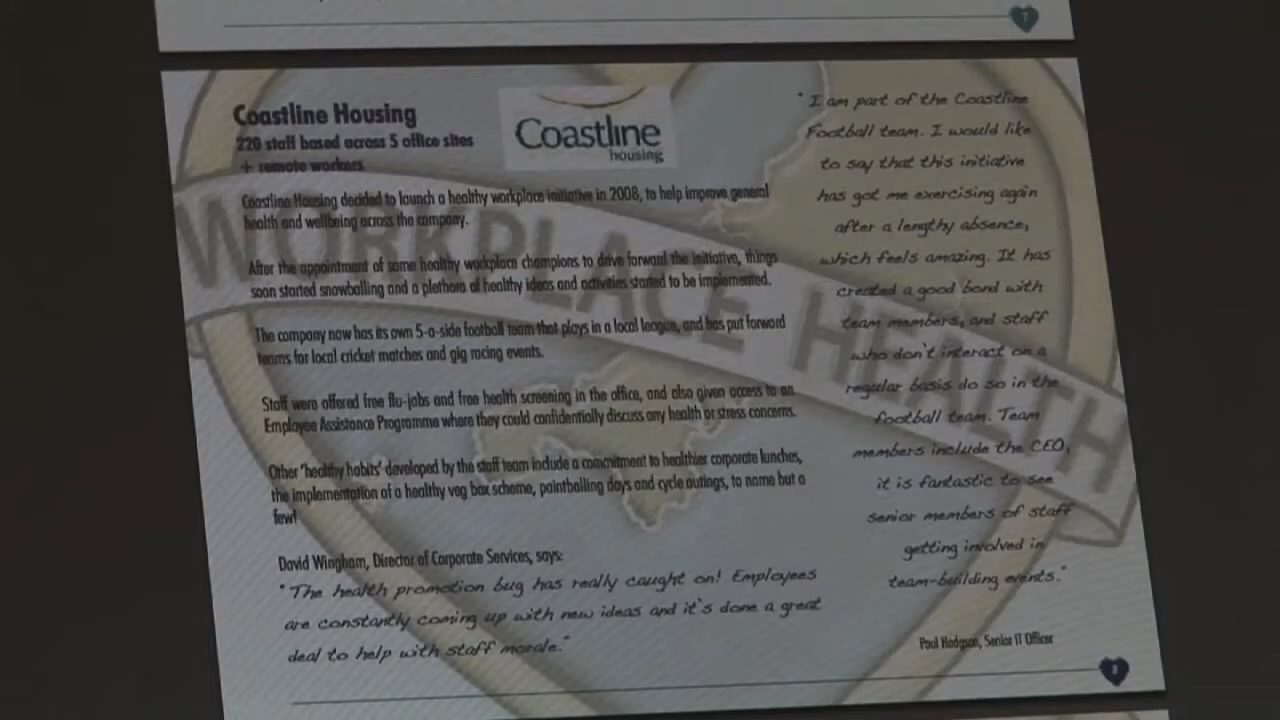 7
Coastline Housing
220 staff based across 5 office sites
+ remote workers
Coastline
housing
Coastline Housing decided to launch a healthy workplace initiative in 2008, to help improve general
health and wellbeing across the company.
After the appointment of some healthy workplace champions to drive forward the initiative, things
soon started snowballing and a plethora of healthy ideas and activities started to be implemented.
The company now has its own 5-a-side football team that plays in a local league, and has put forward
teams for local cricket matches and gig racing events.
Staff were offered free flu-jabs and free health screening in the office, and also given access to an
Employee Assistance Programme where they could confidentially discuss any health or stress concerns.
Other 'healthy habits' developed by the staff team include a commitment to healthier corporate lunches,
the implementation of a healthy veg box scheme, paintballing days and cycle outings, to name but a
few!
David Wingham, Director of Corporate Services, says:
"The health promotion bug has really caught on! Employees
are constantly coming up with new ideas and it's done a great
deal to help with staff morale."
"I am part of the Coastline
Football team. I would like
to say that this initiative
has got me exercising again
after a lengthy absence,
which feels amazing. It has
created a good bond with
team members, and staff
who don't interact on a
regular basis do so in the
football team. Team
members include the CEO,
it is fantastic to see
senior members of staff
getting involved in
team-building events."
Paul Hodgson, Senior IT Officer
WORKPLACE HEALTH